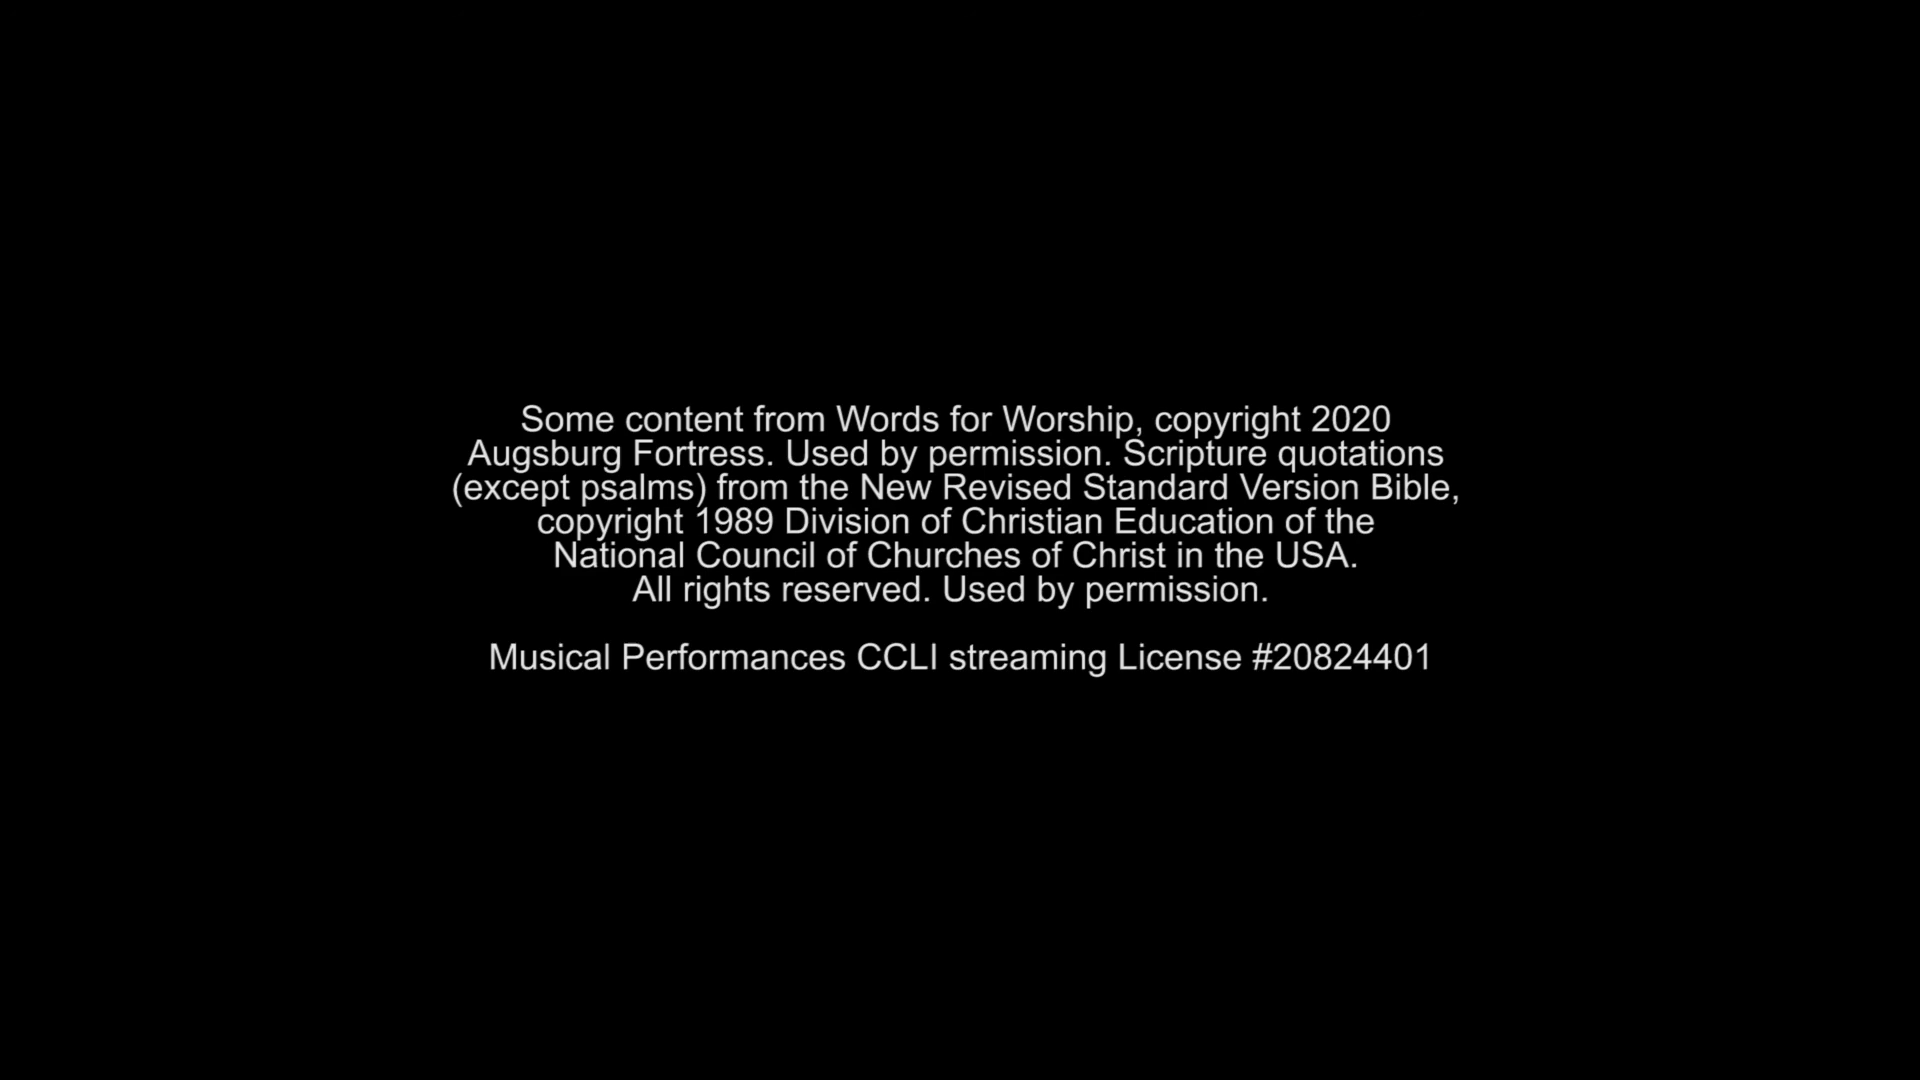 Some content from Words for Worship, copyright 2020
Augsburg Fortress. Used by permission. Scripture quotations
(except psalms) from the New Revised Standard Version Bible,
copyright 1989 Division of Christian Education of the
National Council of Churches of Christ in the USA.
All rights reserved. Used by permission.
Musical Performances CCLI streaming License #20824401